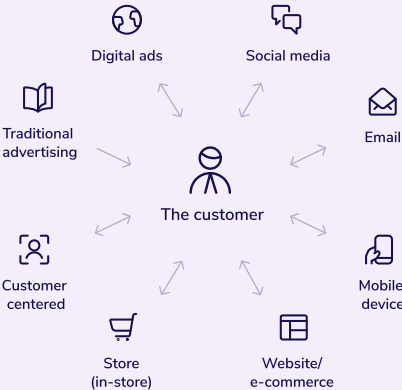 Digital ads
Social media
Traditional
advertising
Email
The customer
Customer
centered
Mobile
device
Store
(in-store)
Website/
e-commerce